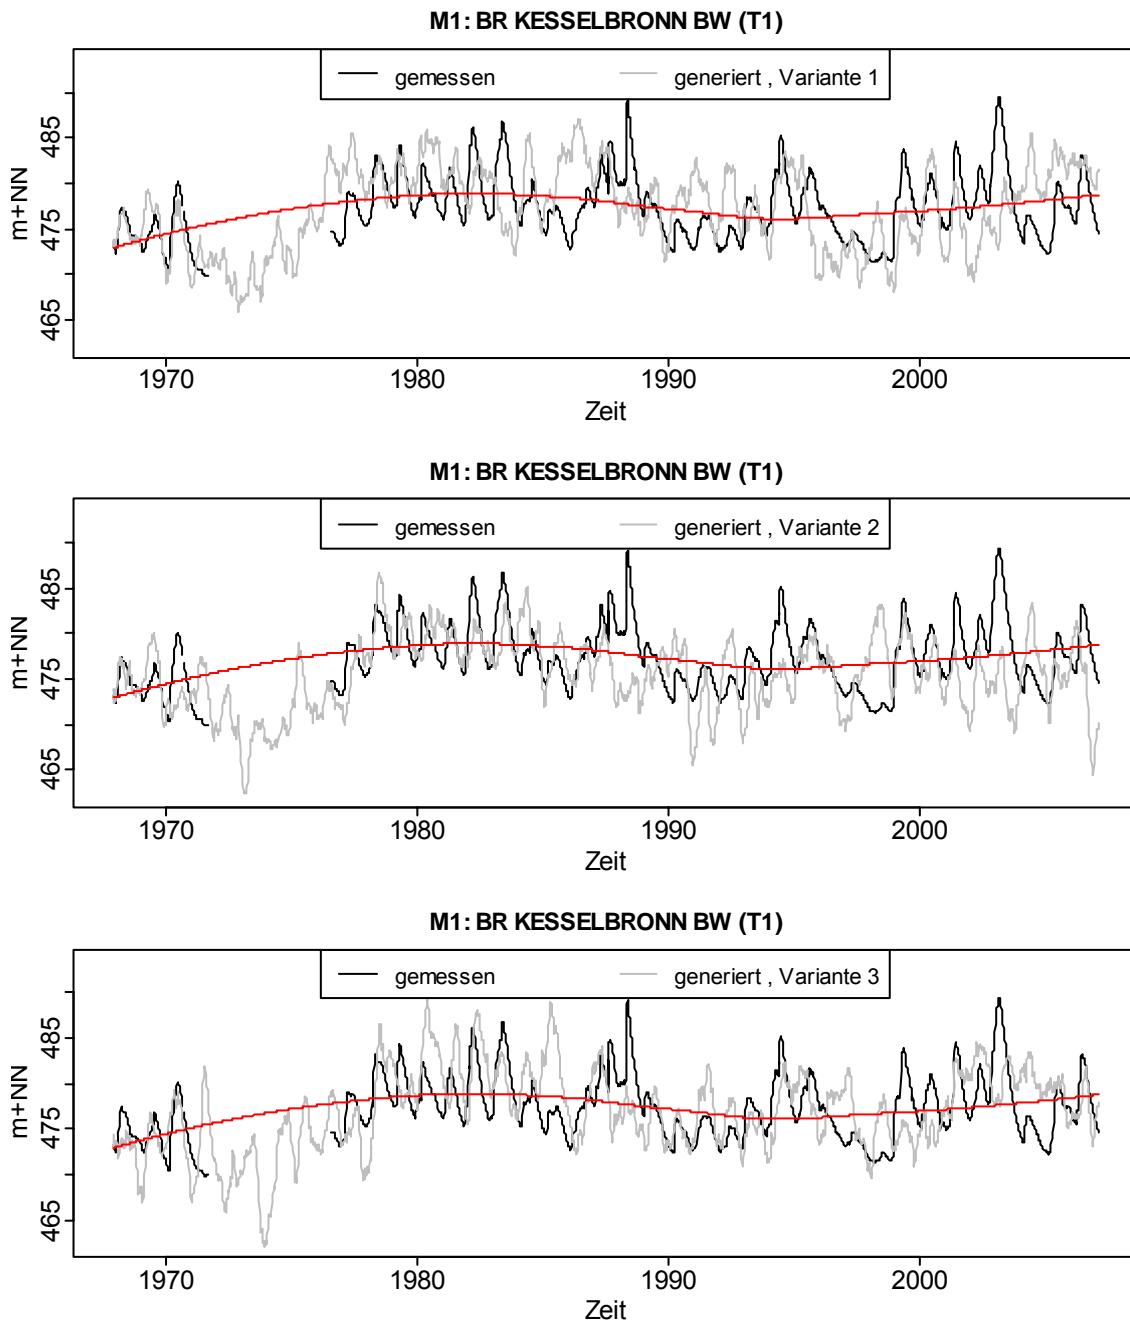 M1: BR KESSELBRONN BW (T1)
gemessen
generiert , Variante 1
m+NN
485
475
465
1970
1980
1990
2000
Zeit
M1: BR KESSELBRONN BW (T1)
gemessen
generiert , Variante 2
m+NN
485
475
465
1970
1980
1990
2000
Zeit
M1: BR KESSELBRONN BW (T1)
gemessen
generiert , Variante 3
m+NN
485
475
465
1970
1980
1990
2000
Zeit